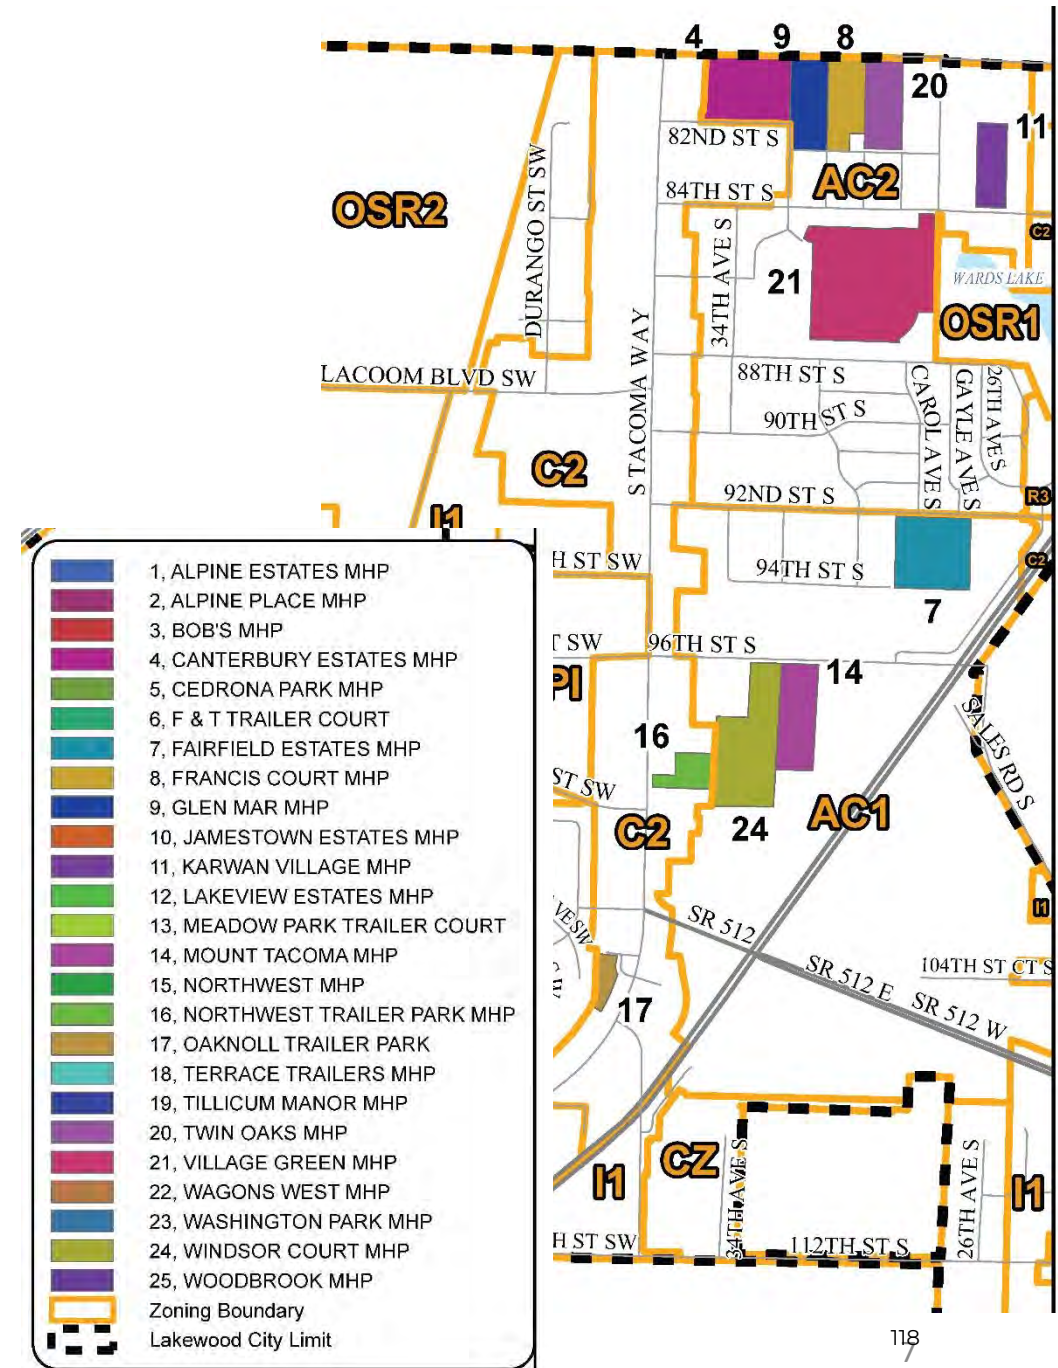 4
9
8
20
11
82ND ST S
AC2
84TH ST S
OSR2
DURANGO ST SW
34TH AVE S
C2
21
WARDS LAKE
OSR1
S TACOMA WAY
LACOOM BLVD SW
88TH ST S
90TH ST S
CAROL AVE S
GAYLE AVE S
26TH AVE S
C2
92ND ST S
R3
I1
H ST SW
94TH ST S
C2
7
T SW
96TH ST S
PI
14
16
SALES RD S
ST SW
C2
24
AC1
I1
VE SW
SR 512
SR 512 E
SR 512 W
104TH ST CT S
17
CZ
I1
34TH AVE S
26TH AVE S
I1
H ST SW
112TH ST S
1, ALPINE ESTATES MHP
2, ALPINE PLACE MHP
3, BOB'S MHP
4, CANTERBURY ESTATES MHP
5, CEDRONA PARK MHP
6, F & T TRAILER COURT
7, FAIRFIELD ESTATES MHP
8, FRANCIS COURT MHP
9, GLEN MAR MHP
10, JAMESTOWN ESTATES MHP
11, KARWAN VILLAGE MHP
12, LAKEVIEW ESTATES MHP
13, MEADOW PARK TRAILER COURT
14, MOUNT TACOMA MHP
15, NORTHWEST MHP
16, NORTHWEST TRAILER PARK MHP
17, OAKNOLL TRAILER PARK
18, TERRACE TRAILERS MHP
19, TILLICUM MANOR MHP
20, TWIN OAKS MHP
21, VILLAGE GREEN MHP
22, WAGONS WEST MHP
23, WASHINGTON PARK MHP
24, WINDSOR COURT MHP
25, WOODBROOK MHP
Zoning Boundary
Lakewood City Limit
118